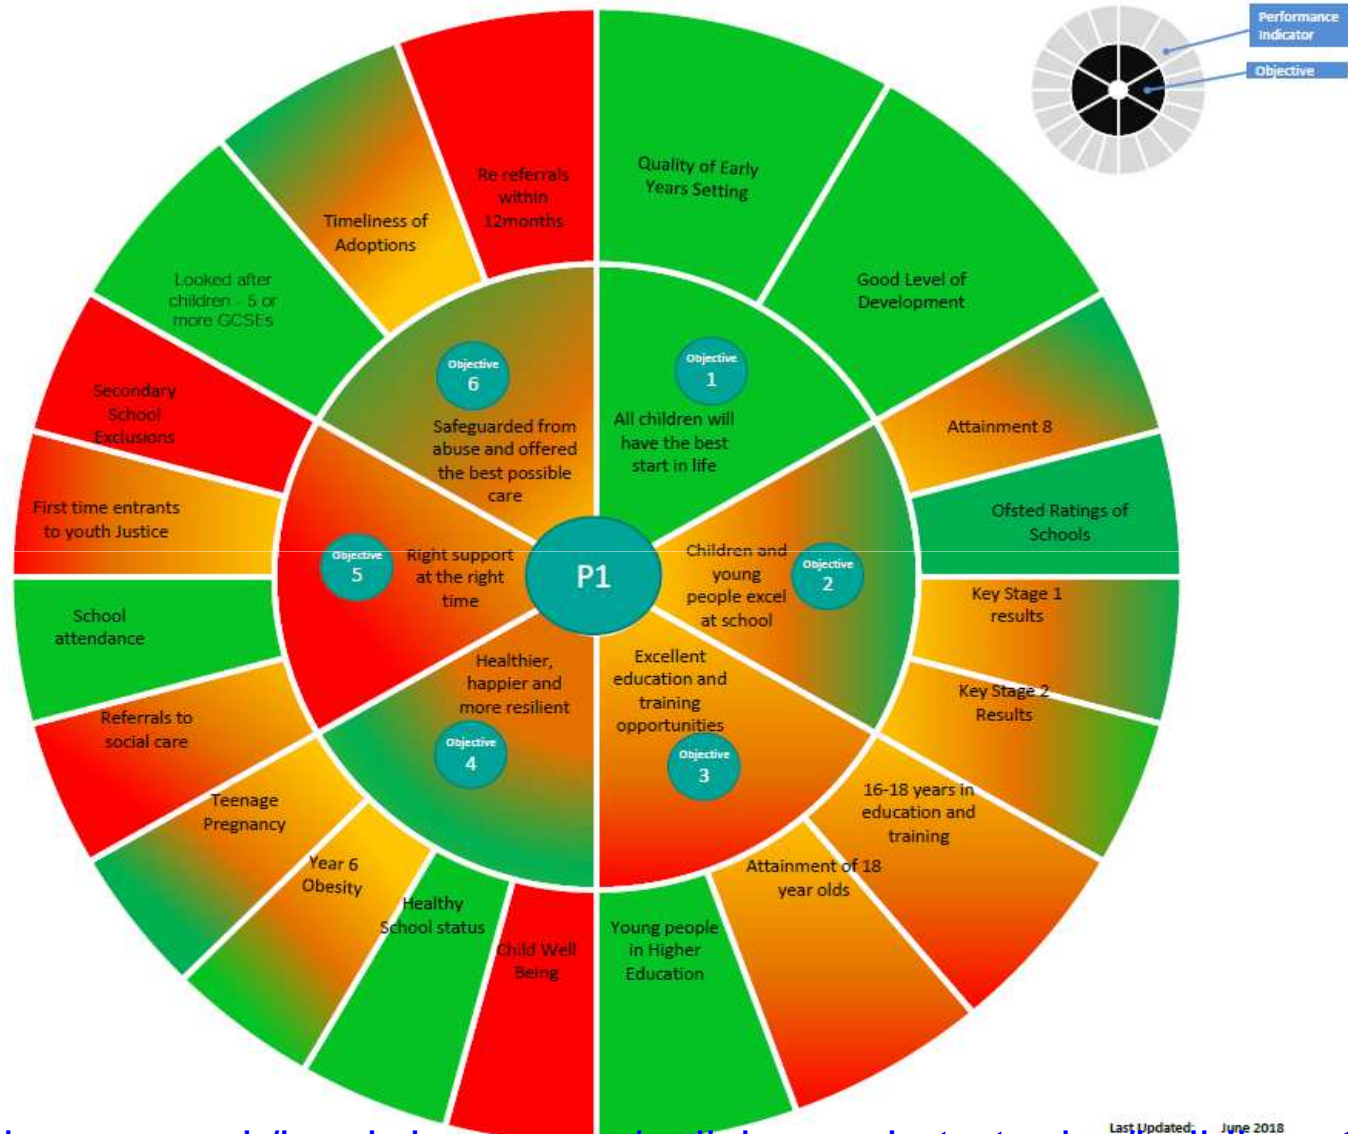 Performance
Indicator
Objective
Quality of Early
Years Setting
Good Level of
Development
Attainment 8
Ofsted Ratings of
Schools
Key Stage 1
results
Key Stage 2
Results
16-18 years in
education and
training
Attainment of 18
year olds
Young people
in Higher
Education
Child Well
Being
Healthy
School status
Year 6
Obesity
Teenage
Pregnancy
Referrals to
social care
School
attendance
First time entrants
to youth Justice
Secondary
School
Exclusions
Looked after
children - 5 or
more GCSEs
Timeliness of
Adoptions
Re referrals
within
12months
Objective
1
All children will
have the best
start in life
Objective
2
Children and
young
people excel
at school
Excellent
education and
training
opportunities
Objective
3
Healthier,
happier and
more resilient
Objective
4
Objective
5
Right support
at the right
time
Objective
6
Safeguarded from
abuse and offered
the best possible
care
P1
Last Updated: June 2018